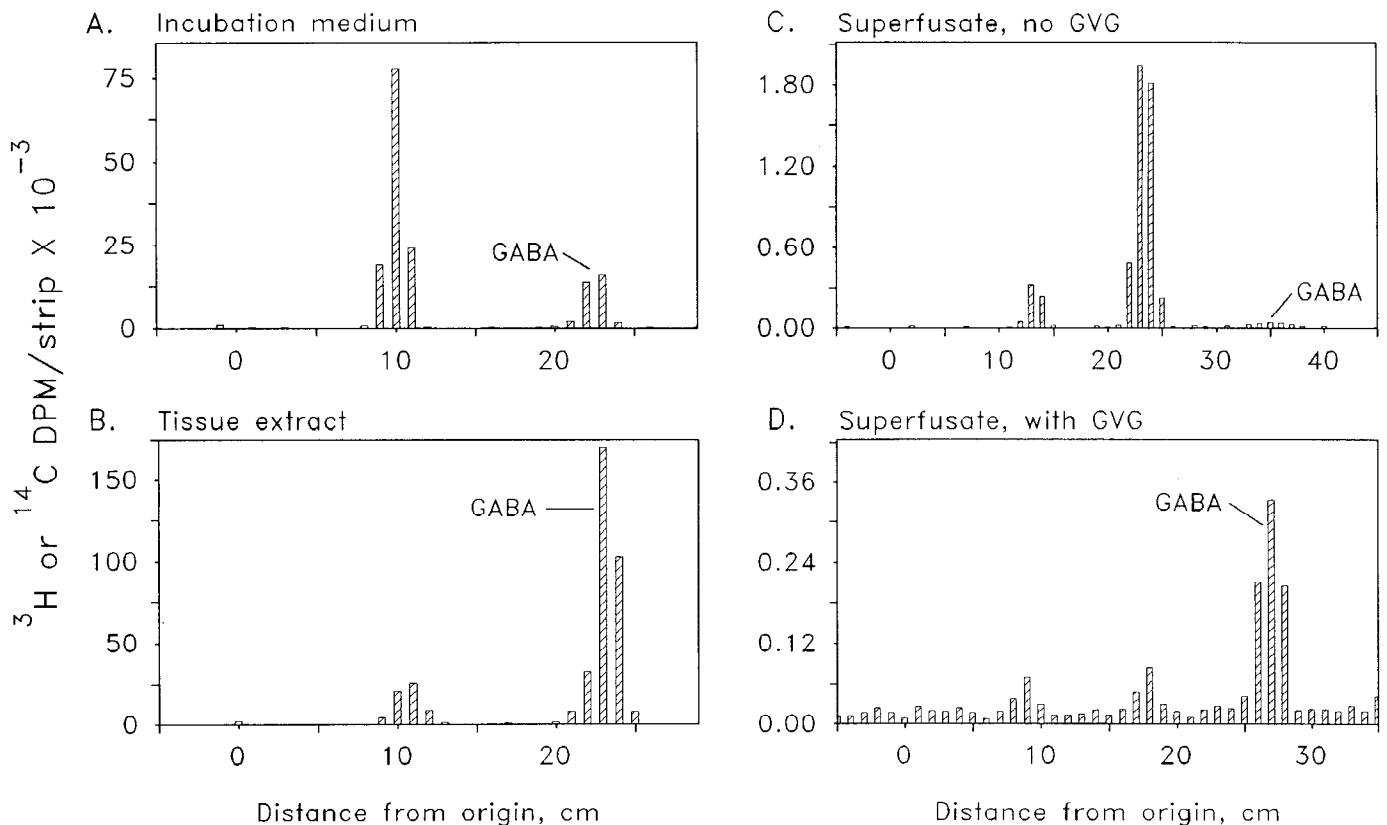 A. Incubation medium
75
50
25
0
GABA
0 10 20
B. Tissue extract
150
100
50
0
GABA
0 10 20
Distance from origin, cm
C. Superfusate, no GVG
1.80
1.20
0.60
0.00
GABA
0 10 20 30 40
D. Superfusate, with GVG
0.36
0.24
0.12
0.00
GABA
0 10 20 30
Distance from origin, cm
³H or ¹⁴C DPM/strip X 10⁻³